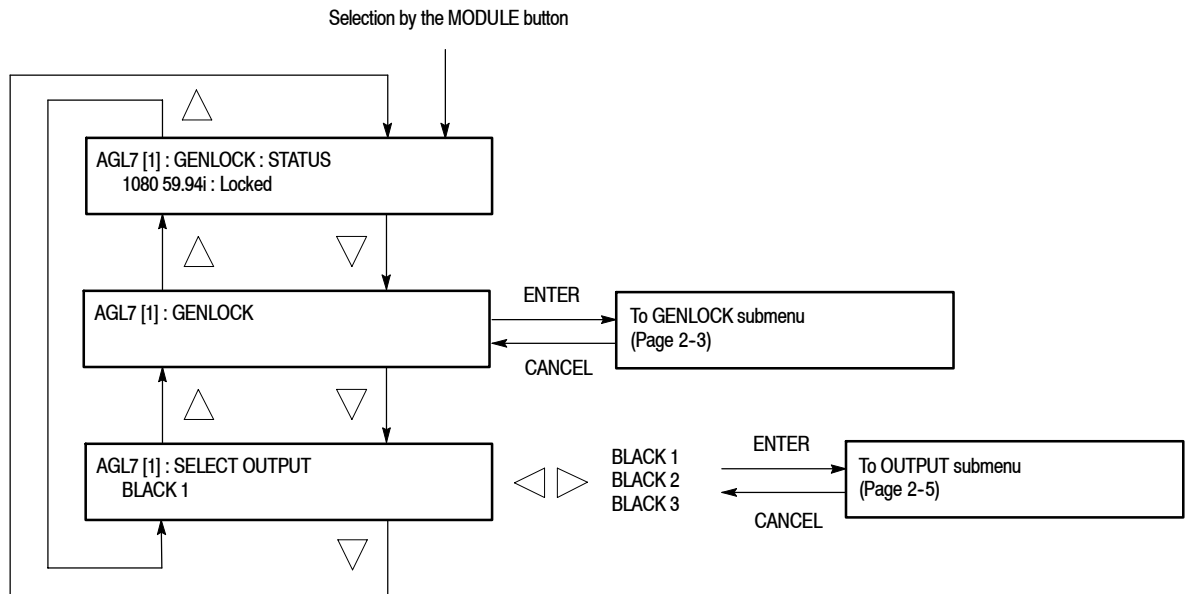 Selection by the MODULE button
AGL7 [1] : GENLOCK : STATUS
1080 59.94i : Locked
AGL7 [1] : GENLOCK
ENTER
CANCEL
To GENLOCK submenu
(Page 2-3)
AGL7 [1] : SELECT OUTPUT
BLACK 1
BLACK 1
BLACK 2
BLACK 3
ENTER
CANCEL
To OUTPUT submenu
(Page 2-5)